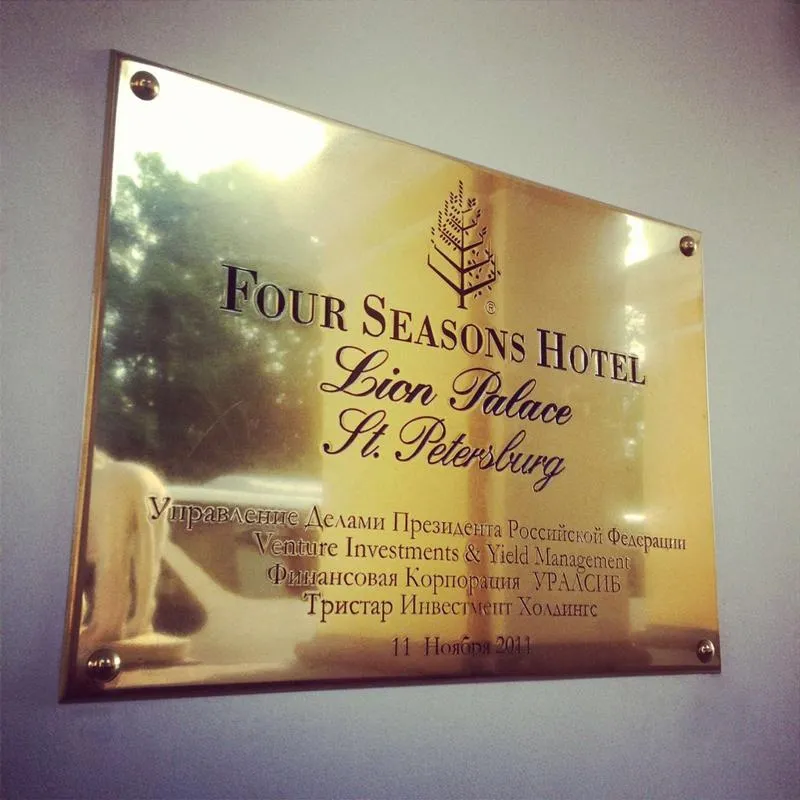 ®
FOUR SEASONS HOTEL
Lion Palace
St. Petersburg
Управление Делами Президента Российской Федерации
Venture Investments & Yield Management
Финансовая Корпорация УРАЛСИБ
Тристар Инвестмент Холдингс
11 Ноября 2011